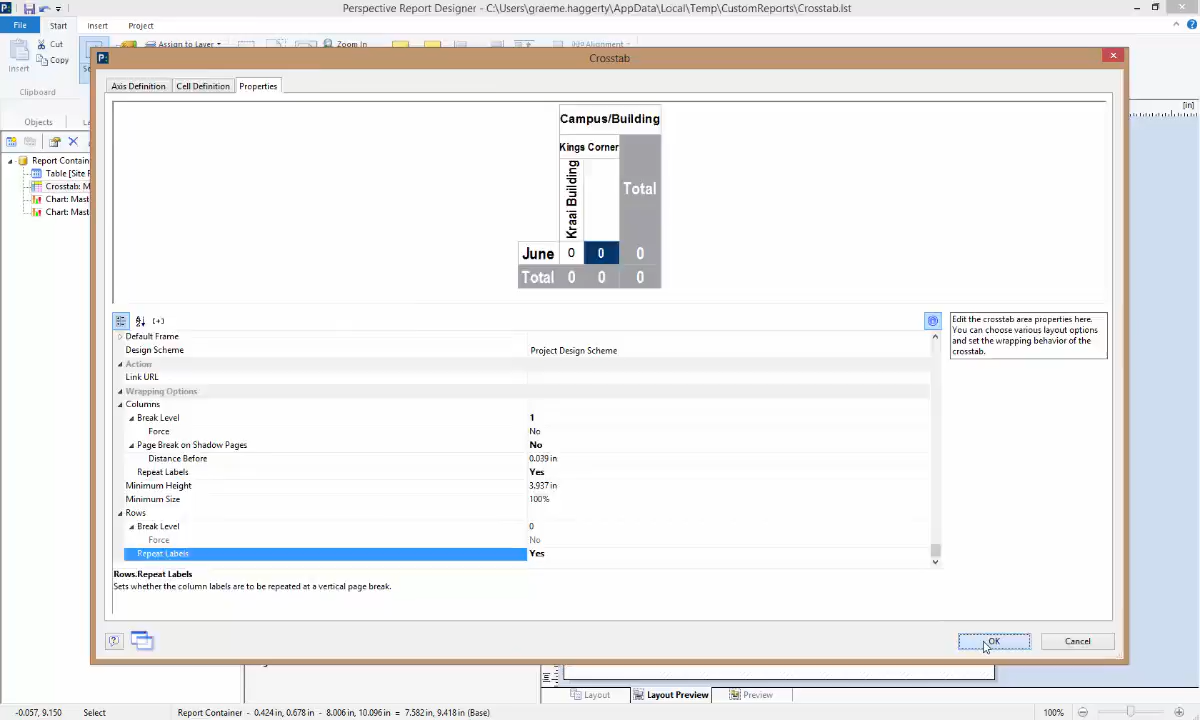 Perspective Report Designer - C:\Users\graeme.haggerty\AppData\Local\Temp\CustomReports\Crosstab.lst
File Start Insert Project
Cut
Copy
Insert
Assign to Layer
Zoom In
Alignment
Clipboard
Objects
[in]
Report Contain
Table [Site R
Crosstab: M
Chart: Mast
Chart: Mast
Crosstab
Axis Definition Cell Definition Properties
Campus/Building
Kings Corner
Kraai Building
Total
June 0 0 0
Total 0 0 0
Edit the crosstab area properties here.
You can choose various layout options
and set the wrapping behavior of the
crosstab.
Default Frame
Design Scheme Project Design Scheme
Action
Link URL
Wrapping Options
Columns
Break Level 1
Force No
Page Break on Shadow Pages No
Distance Before 0.039 in
Repeat Labels Yes
Minimum Height 3.937 in
Minimum Size 100%
Rows
Break Level 0
Force No
Repeat Labels Yes
Rows.Repeat Labels
Sets whether the column labels are to be repeated at a vertical page break.
OK Cancel
Layout Layout Preview Preview
-0.057, 9.150 Select Report Container - 0.424 in, 0.678 in - 8.006 in, 10.096 in = 7.582 in, 9.418 in (Base) 100%